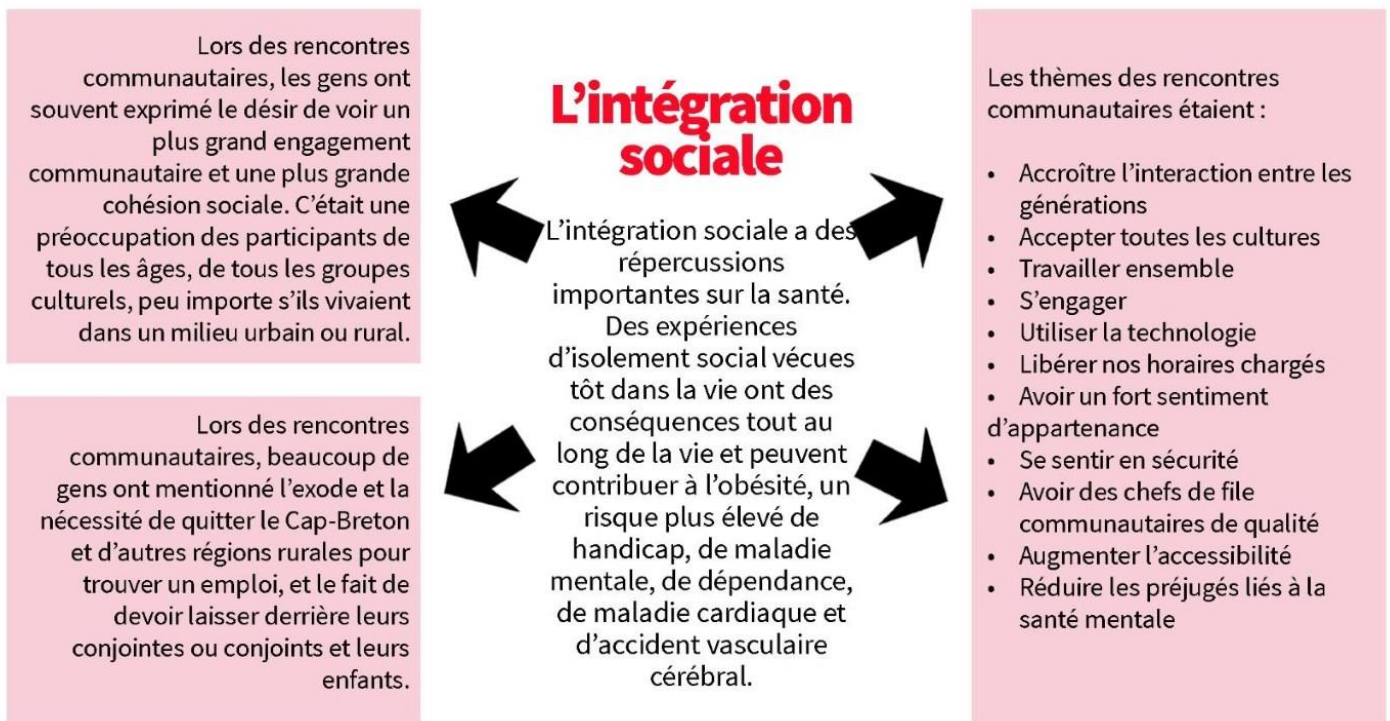 Lors des rencontres
communautaires, les gens ont
souvent exprimé le désir de voir un
plus grand engagement
communautaire et une plus grande
cohésion sociale. C’était une
préoccupation des participants de
tous les âges, de tous les groupes
culturels, peu importe s’ils vivaient
dans un milieu urbain ou rural.
Lors des rencontres
communautaires, beaucoup de
gens ont mentionné l’exode et la
nécessité de quitter le Cap-Breton
et d’autres régions rurales pour
trouver un emploi, et le fait de
devoir laisser derrière leurs
conjointes ou conjoints et leurs
enfants.
L’intégration
sociale
L’intégration sociale a des
répercussions
importantes sur la santé.
Des expériences
d’isolement social vécues
tôt dans la vie ont des
conséquences tout au
long de la vie et peuvent
contribuer à l’obésité, un
risque plus élevé de
handicap, de maladie
mentale, de dépendance,
de maladie cardiaque et
d’accident vasculaire
cérébral.
Les thèmes des rencontres
communautaires étaient :
• Accroître l’interaction entre les
générations
• Accepter toutes les cultures
• Travailler ensemble
• S’engager
• Utiliser la technologie
• Libérer nos horaires chargés
• Avoir un fort sentiment
d’appartenance
• Se sentir en sécurité
• Avoir des chefs de file
communautaires de qualité
• Augmenter l’accessibilité
• Réduire les préjugés liés à la
santé mentale